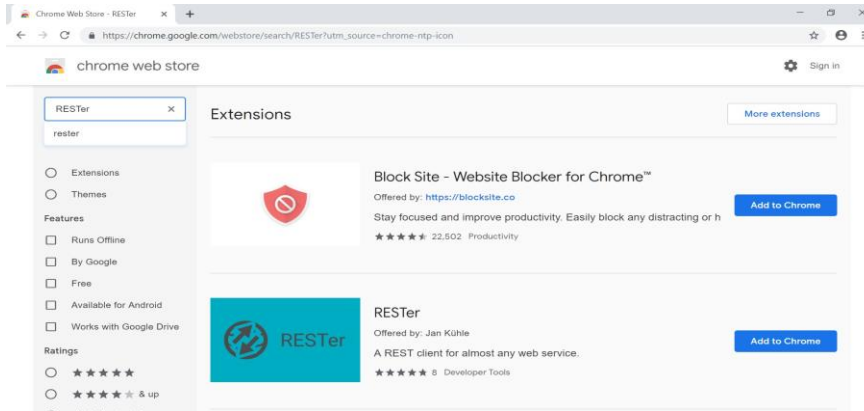 Chrome Web Store - RESTer
https://chrome.google.com/webstore/search/RESTer?utm_source=chrome-ntp-icon
chrome web store
Sign in
RESTer
rester
Extensions
Themes
Features
Runs Offline
By Google
Free
Available for Android
Works with Google Drive
Ratings
& up
Extensions
More extensions
Block Site - Website Blocker for Chrome™
Offered by: https://blocksite.co
Stay focused and improve productivity. Easily block any distracting or h
22,502 Productivity
Add to Chrome
RESTer
RESTer
Offered by: Jan Kühle
A REST client for almost any web service.
8 Developer Tools
Add to Chrome